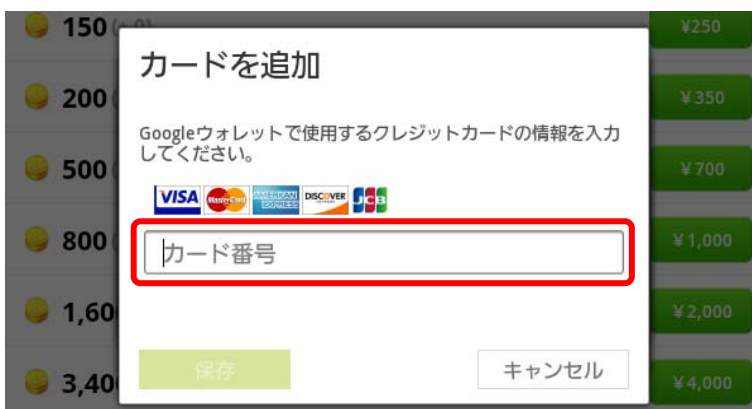 150
¥250
カードを追加
200
¥350
Googleウォレットで使用するクレジットカードの情報を入力
してください。
500
¥700
VISA MasterCard AMERICAN EXPRESS DISCOVER JCB
800
カード番号
¥1,000
1,60
¥2,000
保存
キャンセル
3,40
¥4,000